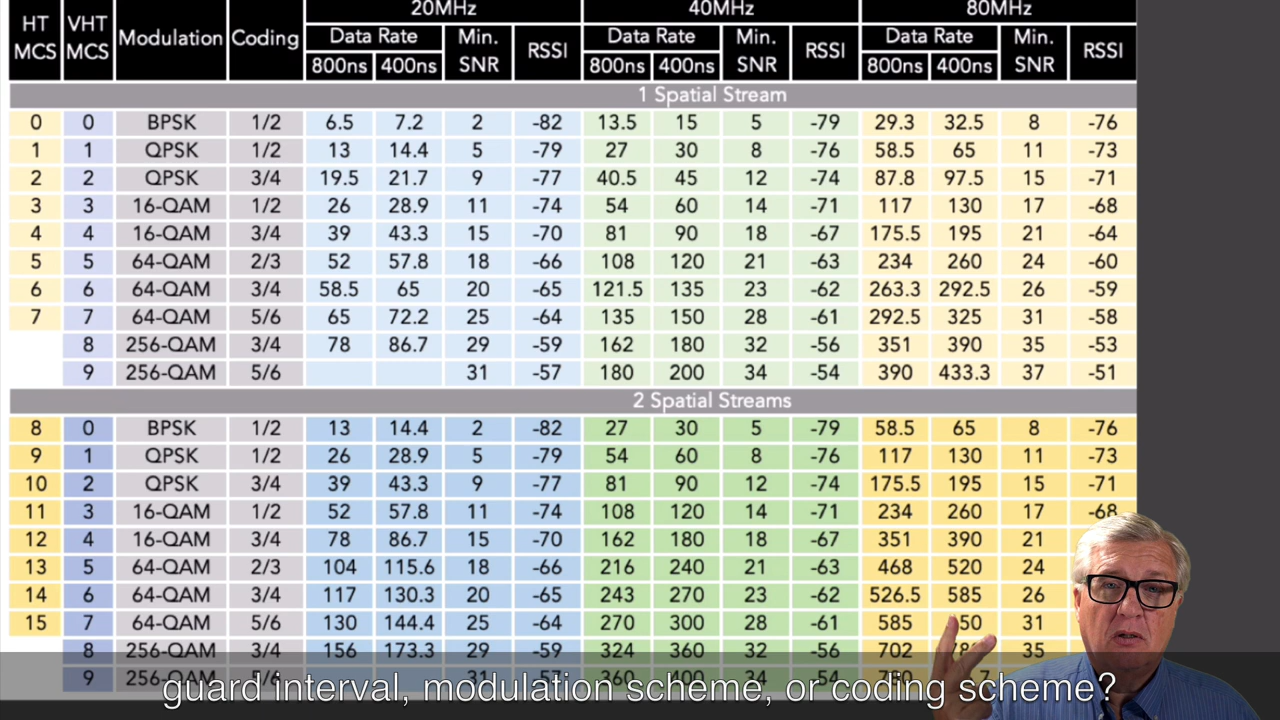 20MHz 40MHz 80MHz
HT MCS VHT MCS Modulation Coding Data Rate Min. SNR RSSI Data Rate Min. SNR RSSI Data Rate Min. SNR RSSI
800ns 400ns 800ns 400ns 800ns 400ns
1 Spatial Stream
0 0 BPSK 1/2 6.5 7.2 2 -82 13.5 15 5 -79 29.3 32.5 8 -76
1 1 QPSK 1/2 13 14.4 5 -79 27 30 8 -76 58.5 65 11 -73
2 2 QPSK 3/4 19.5 21.7 9 -77 40.5 45 12 -74 87.8 97.5 15 -71
3 3 16-QAM 1/2 26 28.9 11 -74 54 60 14 -71 117 130 17 -68
4 4 16-QAM 3/4 39 43.3 15 -70 81 90 18 -67 175.5 195 21 -64
5 5 64-QAM 2/3 52 57.8 18 -66 108 120 21 -63 234 260 24 -60
6 6 64-QAM 3/4 58.5 65 20 -65 121.5 135 23 -62 263.3 292.5 26 -59
7 7 64-QAM 5/6 65 72.2 25 -64 135 150 28 -61 292.5 325 31 -58
8 256-QAM 3/4 78 86.7 29 -59 162 180 32 -56 351 390 35 -53
9 256-QAM 5/6 31 -57 180 200 34 -54 390 433.3 37 -51
2 Spatial Streams
8 0 BPSK 1/2 13 14.4 2 -82 27 30 5 -79 58.5 65 8 -76
9 1 QPSK 1/2 26 28.9 5 -79 54 60 8 -76 117 130 11 -73
10 2 QPSK 3/4 39 43.3 9 -77 81 90 12 -74 175.5 195 15 -71
11 3 16-QAM 1/2 52 57.8 11 -74 108 120 14 -71 234 260 17 -68
12 4 16-QAM 3/4 78 86.7 15 -70 162 180 18 -67 351 390 21
13 5 64-QAM 2/3 104 115.6 18 -66 216 240 21 -63 468 520 24
14 6 64-QAM 3/4 117 130.3 20 -65 243 270 23 -62 526.5 585 26
15 7 64-QAM 5/6 130 144.4 25 -64 270 300 28 -61 585 31
8 256-QAM 3/4 156 173.3 29 -59 324 360 32 -56 702 35
9 256-QAM
guard interval, modulation scheme, or coding scheme?